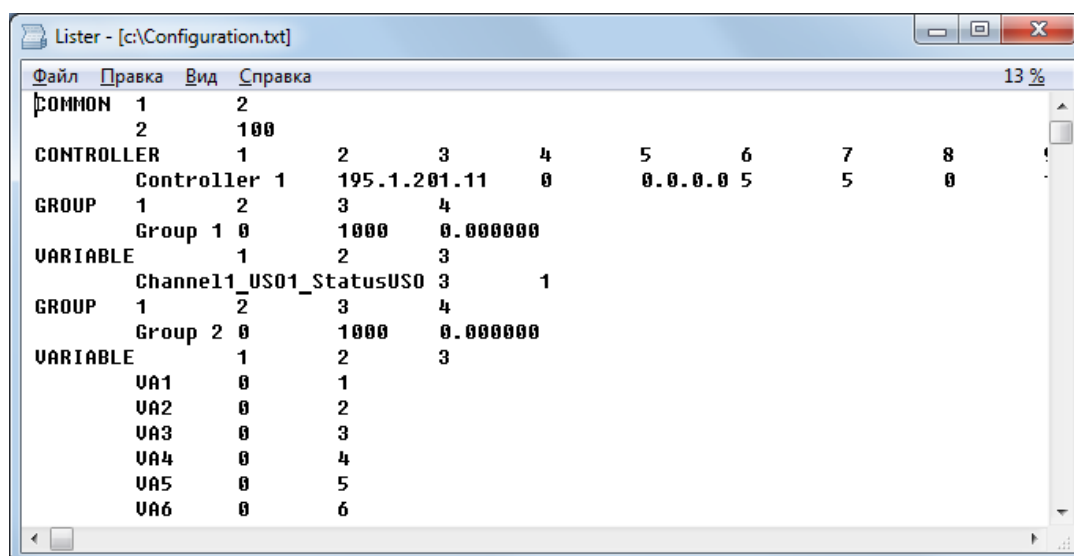 Lister - [c:\Configuration.txt]
Файл Правка Вид Справка 13 %
COMMON 1 2
2 100
CONTROLLER 1 2 3 4 5 6 7 8
Controller 1 195.1.201.11 0 0.0.0.0 5 5 0
GROUP 1 2 3 4
Group 1 0 1000 0.000000
VARIABLE 1 2 3
Channel1_USO1_StatusUSO 3 1
GROUP 1 2 3 4
Group 2 0 1000 0.000000
VARIABLE 1 2 3
VA1 0 1
VA2 0 2
VA3 0 3
VA4 0 4
VA5 0 5
VA6 0 6